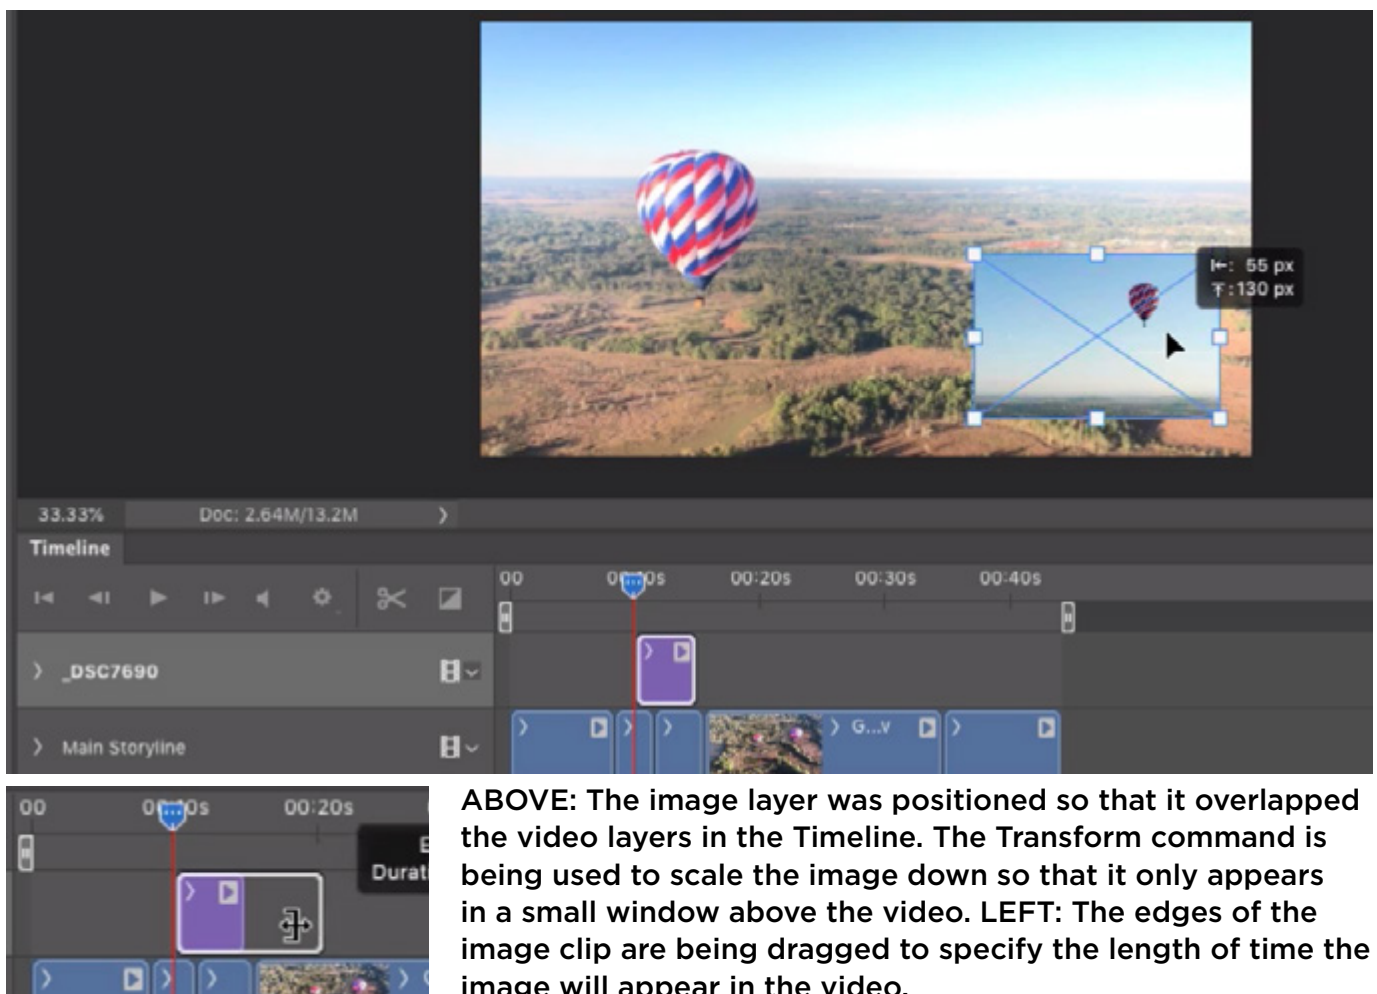 ⇤: 55 px
⤒: 130 px
33.33%
Doc: 2.64M/13.2M
Timeline
00
00:10s
00:20s
00:30s
00:40s
_DSC7690
G...v
Main Storyline
00
00:10s
00:20s
ABOVE: The image layer was positioned so that it overlapped
the video layers in the Timeline. The Transform command is
being used to scale the image down so that it only appears
in a small window above the video. LEFT: The edges of the
image clip are being dragged to specify the length of time the
image will appear in the video.